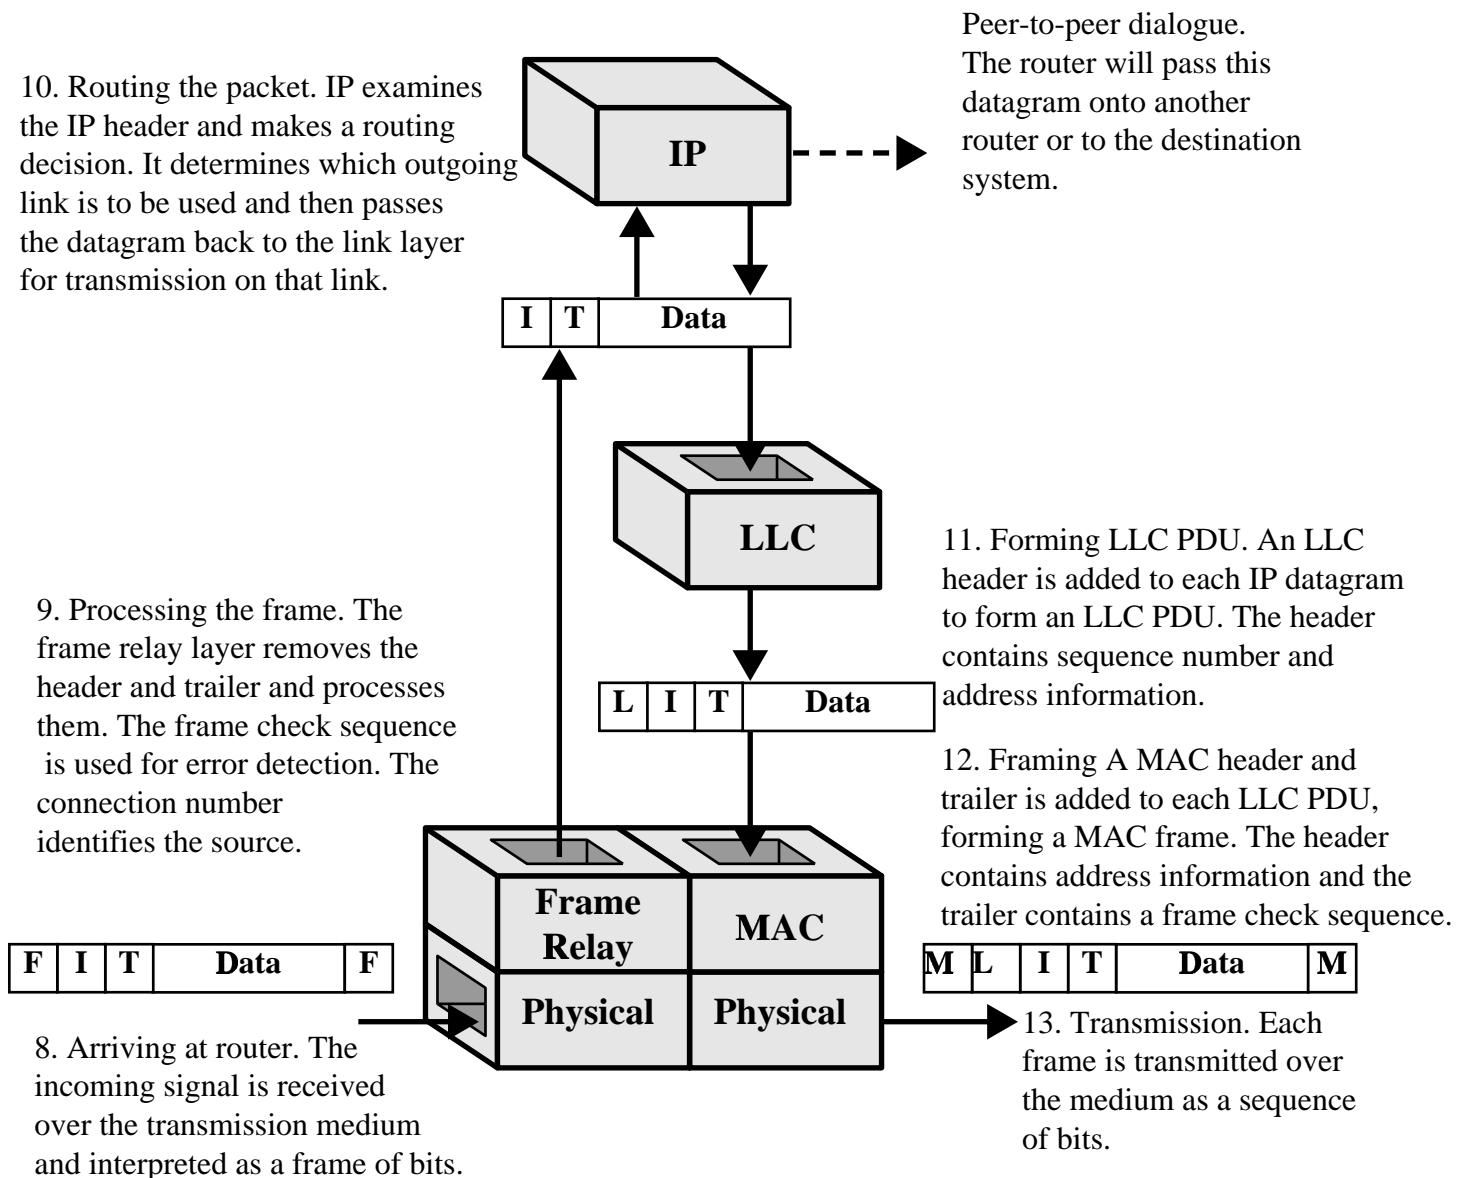 Peer-to-peer dialogue.
The router will pass this
datagram onto another
router or to the destination
system.
10. Routing the packet. IP examines
the IP header and makes a routing
decision. It determines which outgoing
link is to be used and then passes
the datagram back to the link layer
for transmission on that link.
IP
I T Data
LLC
11. Forming LLC PDU. An LLC
header is added to each IP datagram
to form an LLC PDU. The header
contains sequence number and
address information.
9. Processing the frame. The
frame relay layer removes the
header and trailer and processes
them. The frame check sequence
is used for error detection. The
connection number
identifies the source.
L I T Data
12. Framing A MAC header and
trailer is added to each LLC PDU,
forming a MAC frame. The header
contains address information and the
trailer contains a frame check sequence.
Frame
Relay
MAC
F I T Data F
M L I T Data M
Physical
Physical
8. Arriving at router. The
incoming signal is received
over the transmission medium
and interpreted as a frame of bits.
13. Transmission. Each
frame is transmitted over
the medium as a sequence
of bits.